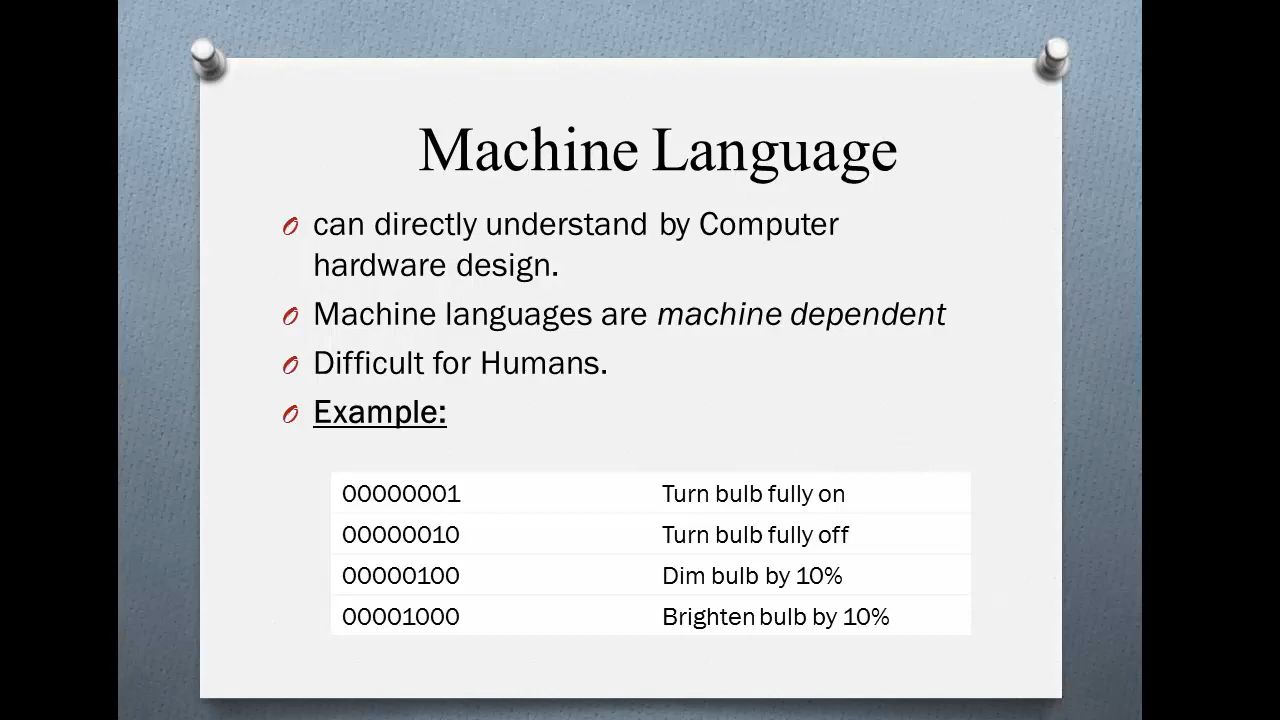 Machine Language
can directly understand by Computer
hardware design.
Machine languages are machine dependent
Difficult for Humans.
Example:
00000001 Turn bulb fully on
00000010 Turn bulb fully off
00000100 Dim bulb by 10%
00001000 Brighten bulb by 10%